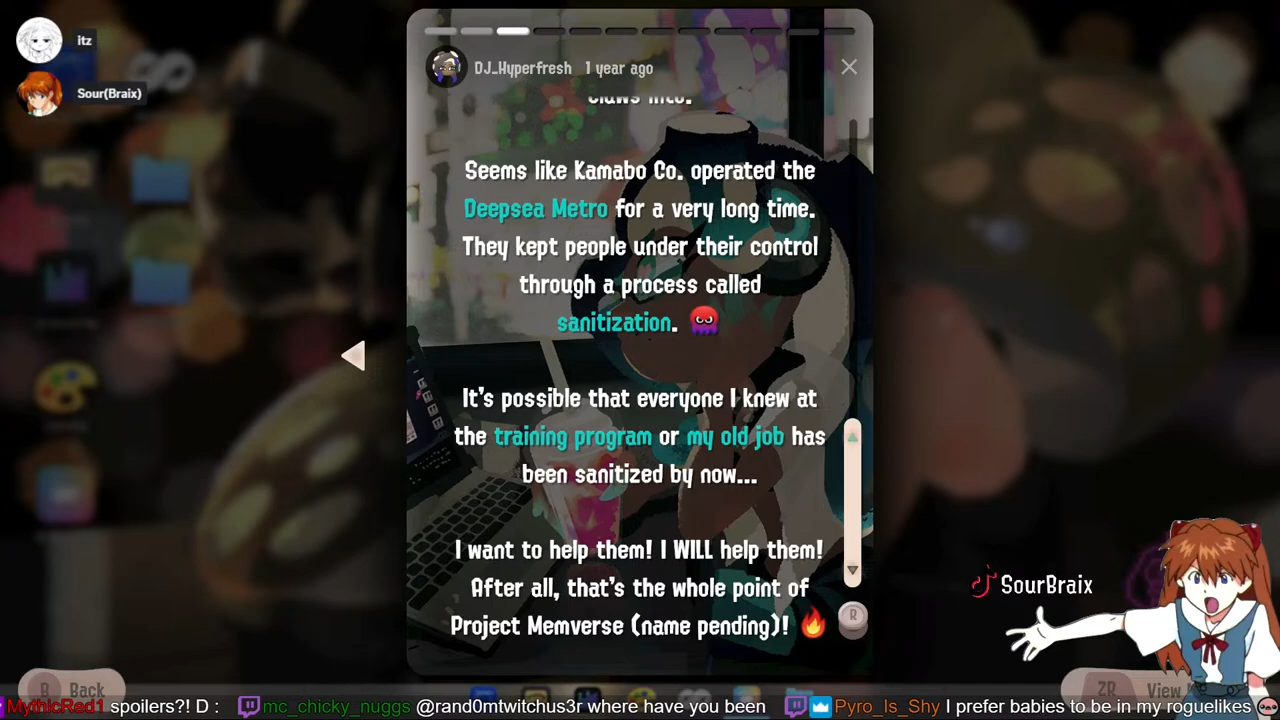 itz
Sour(Braix)
DJ_Hyperfresh 1 year ago
claws into.
Seems like Kamabo Co. operated the
Deepsea Metro for a very long time.
They kept people under their control
through a process called
sanitization.
It's possible that everyone I knew at
the training program or my old job has
been sanitized by now...
I want to help them! I WILL help them!
After all, that's the whole point of
Project Memverse (name pending)!
R
SourBraix
B Back
ZR View
MythicRed1 spoilers?! D : mc_chicky_nuggs @rand0mtwitchus3r where have you been Pyro_Is_Shy I prefer babies to be in my roguelikes